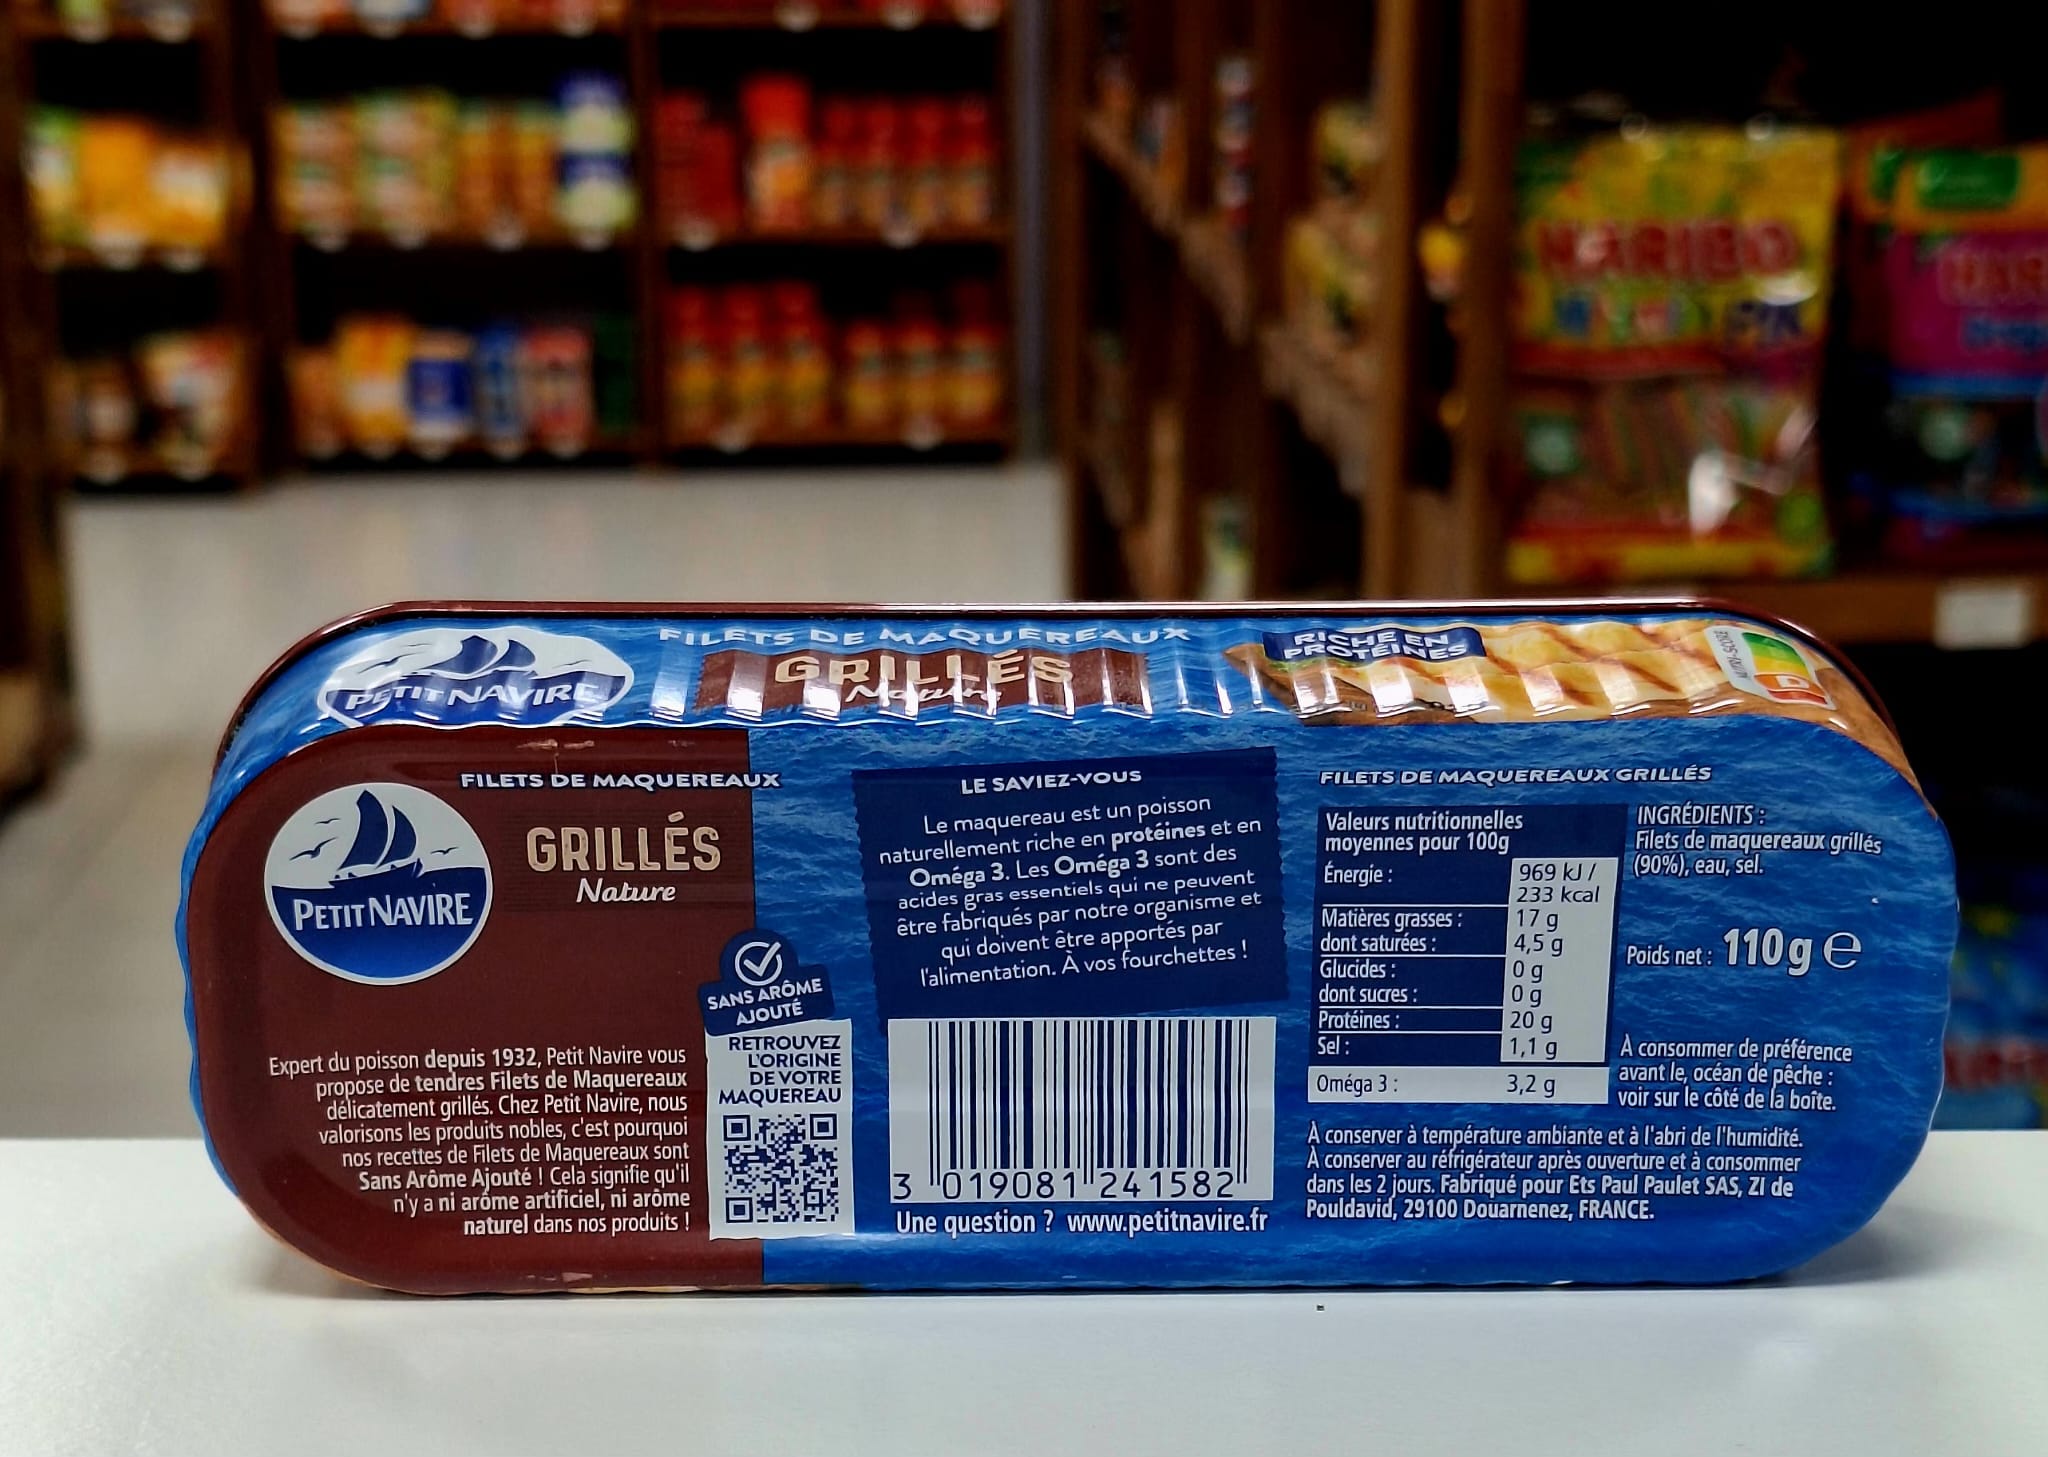 HARIBO
PETIT NAVIRE
FILETS DE MAQUEREAUX
GRILLÉS
Nature
RICHE EN
PROTÉINES
NUTRI-SCORE
FILETS DE MAQUEREAUX
GRILLÉS
Nature
PETIT NAVIRE
SANS ARÔME
AJOUTÉ
Expert du poisson depuis 1932, Petit Navire vous
propose de tendres Filets de Maquereaux
délicatement grillés. Chez Petit Navire, nous
valorisons les produits nobles, c'est pourquoi
nos recettes de Filets de Maquereaux sont
Sans Arôme Ajouté ! Cela signifie qu'il
n'y a ni arôme artificiel, ni arôme
naturel dans nos produits !
RETROUVEZ
L'ORIGINE
DE VOTRE
MAQUEREAU
LE SAVIEZ-VOUS
Le maquereau est un poisson
naturellement riche en protéines et en
Oméga 3. Les Oméga 3 sont des
acides gras essentiels qui ne peuvent
être fabriqués par notre organisme et
qui doivent être apportés par
l'alimentation. À vos fourchettes !
3 019081 241582
Une question ? www.petitnavire.fr
FILETS DE MAQUEREAUX GRILLÉS
Valeurs nutritionnelles
moyennes pour 100g
Énergie : 969 kJ /
233 kcal
Matières grasses : 17 g
dont saturées : 4,5 g
Glucides : 0 g
dont sucres : 0 g
Protéines : 20 g
Sel : 1,1 g
Oméga 3 : 3,2 g
INGRÉDIENTS :
Filets de maquereaux grillés
(90%), eau, sel.
Poids net : 110g e
À consommer de préférence
avant le, océan de pêche :
voir sur le côté de la boîte.
À conserver à température ambiante et à l'abri de l'humidité.
À conserver au réfrigérateur après ouverture et à consommer
dans les 2 jours. Fabriqué pour Ets Paul Paulet SAS, ZI de
Pouldavid, 29100 Douarnenez, FRANCE.